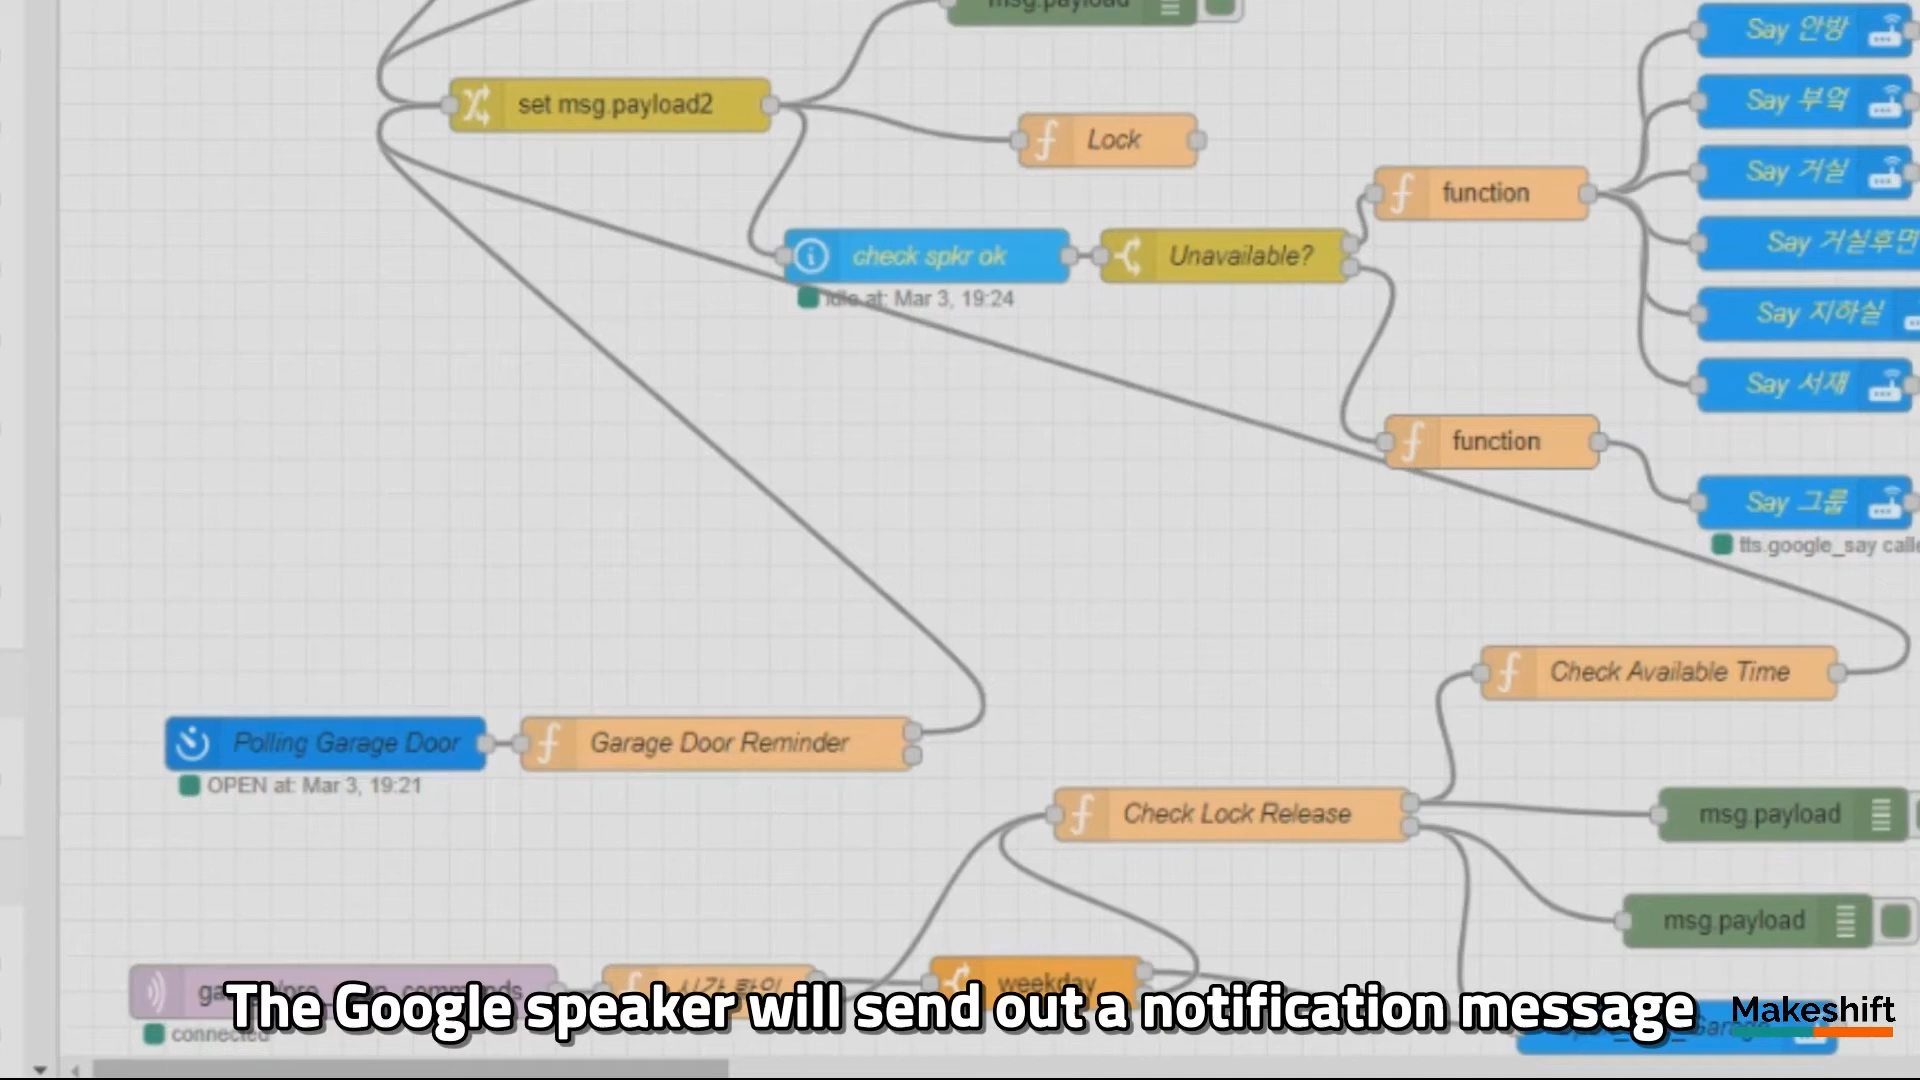 msg.payload
Say 안방
set msg.payload2
Say 부엌
Lock
Say 거실
function
Say 거실후면
check spkr ok
Unavailable?
idle at: Mar 3, 19:24
Say 지하실
Say 서재
function
Say 그룹
tts.google_say calle
Check Available Time
Polling Garage Door
Garage Door Reminder
OPEN at: Mar 3, 19:21
Check Lock Release
msg.payload
msg.payload
weekday
The Google speaker will send out a notification message
Makeshift
connected